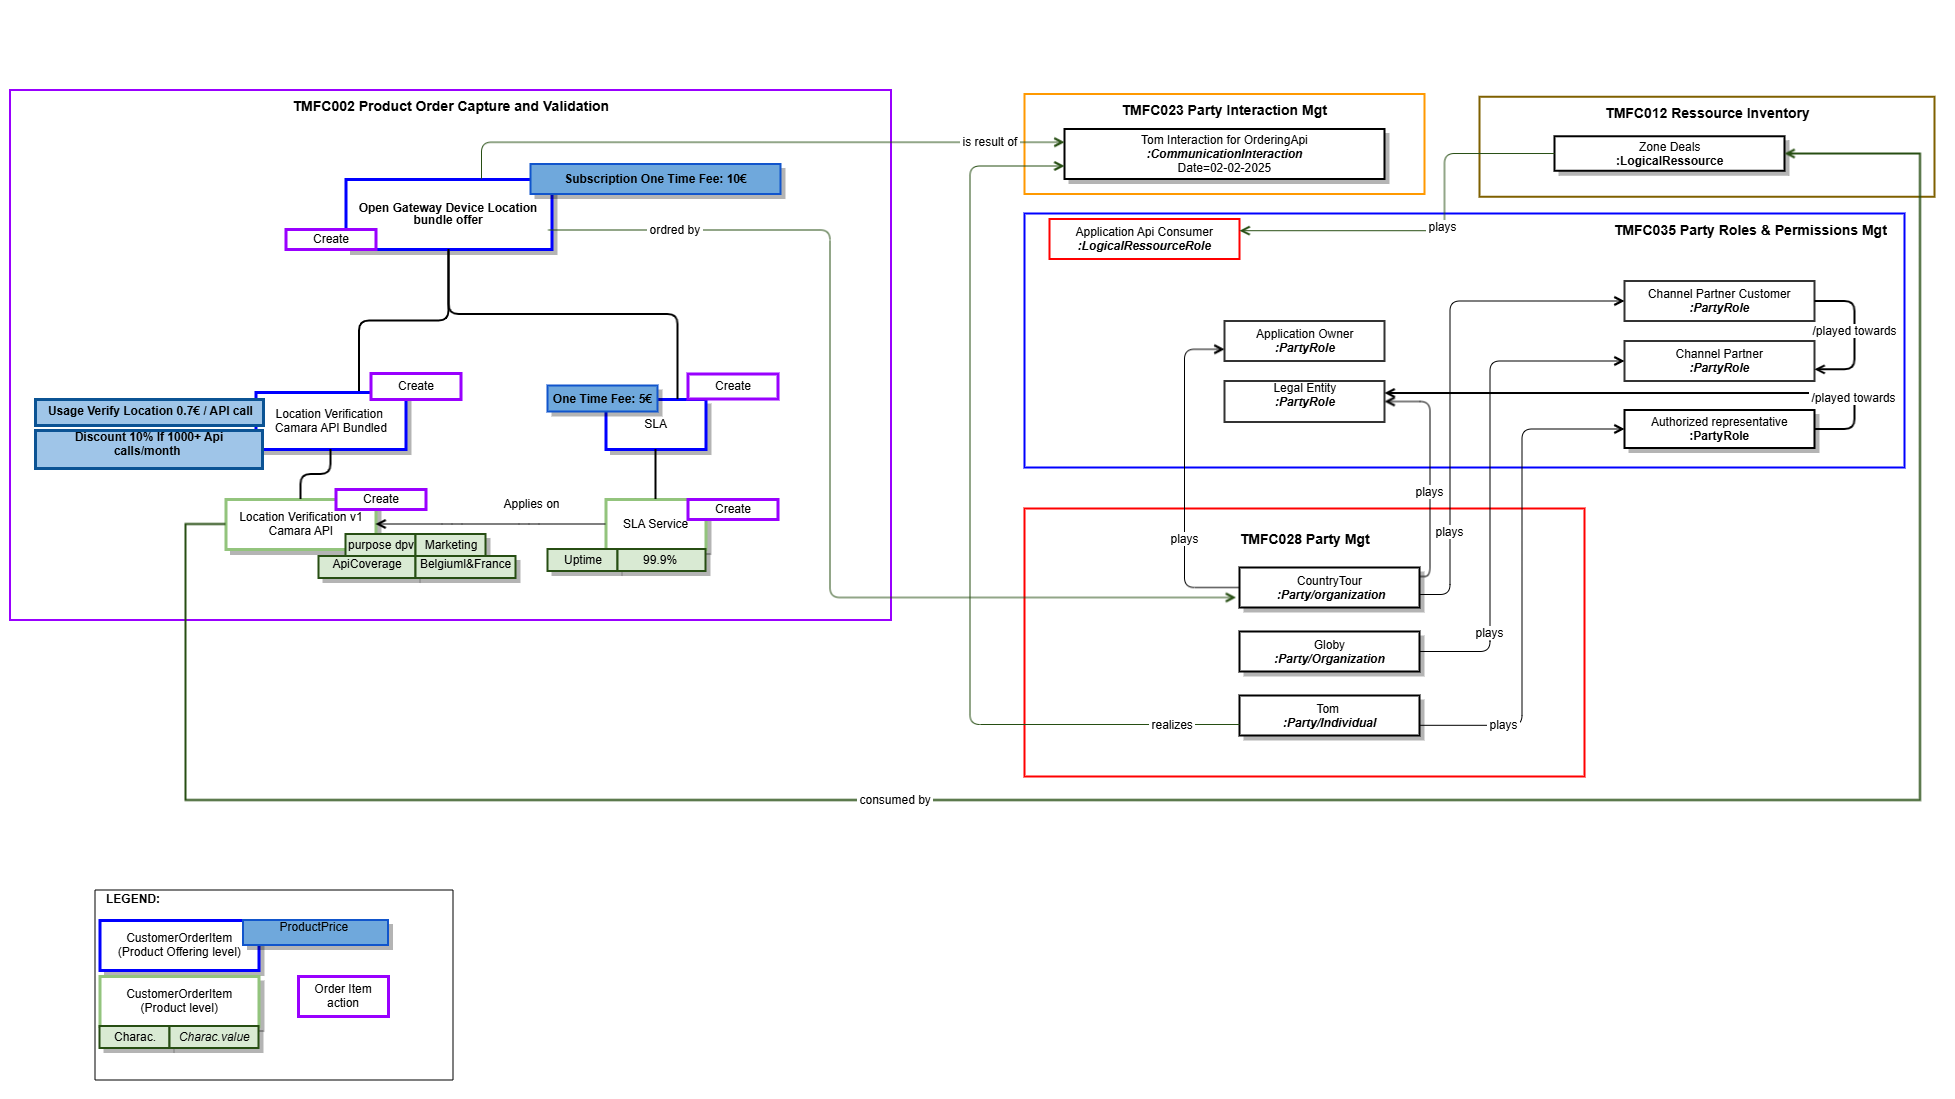 TMFC002 Product Order Capture and Validation
Subscription One Time Fee: 10€
Open Gateway Device Location
bundle offer
Create
ordred by
is result of
Create
Usage Verify Location 0.7€ / API call
Discount 10% If 1000+ Api
calls/month
Location Verification
Camara API Bundled
One Time Fee: 5€
Create
SLA
Create
Location Verification v1
Camara API
purpose dpv
Marketing
ApiCoverage
Belgiuml&France
Applies on
SLA Service
Create
Uptime
99.9%
TMFC023 Party Interaction Mgt
Tom Interaction for OrderingApi
:CommunicationInteraction
Date=02-02-2025
TMFC012 Ressource Inventory
Zone Deals
:LogicalRessource
plays
TMFC035 Party Roles & Permissions Mgt
Application Api Consumer
:LogicalRessourceRole
Channel Partner Customer
:PartyRole
/played towards
Application Owner
:PartyRole
Channel Partner
:PartyRole
Legal Entity
:PartyRole
/played towards
Authorized representative
:PartyRole
plays
plays
plays
TMFC028 Party Mgt
CountryTour
:Party/organization
Globy
:Party/Organization
plays
Tom
:Party/Individual
realizes
plays
consumed by
LEGEND:
CustomerOrderItem
(Product Offering level)
ProductPrice
CustomerOrderItem
(Product level)
Order Item
action
Charac.
Charac.value